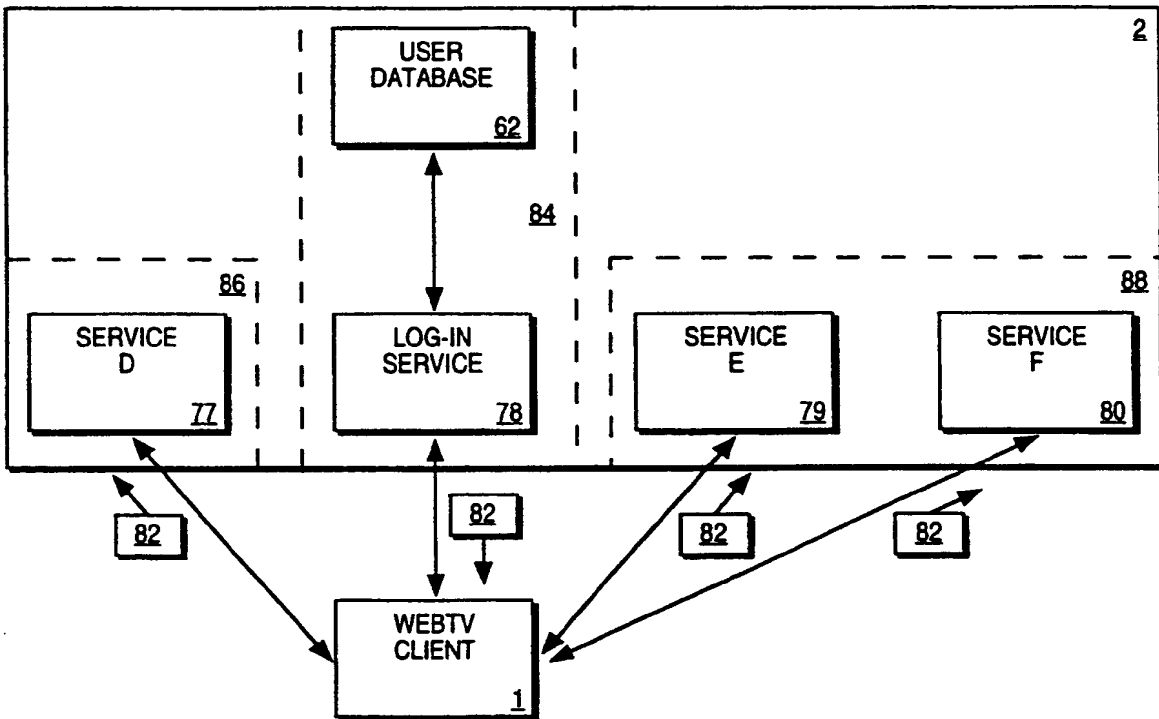 2
USER
DATABASE
62
84
86
88
SERVICE
D
77
LOG-IN
SERVICE
78
SERVICE
E
79
SERVICE
F
80
82
82
82
82
WEBTV
CLIENT
1